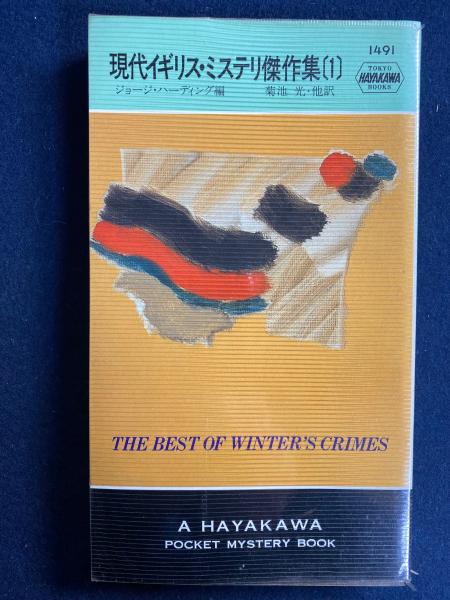 1491
現代イギリス・ミステリ傑作集〔1〕
TOKYO
HAYAKAWA
BOOKS
ジョージ・ハーディング編 菊池 光・他訳
THE BEST OF WINTER'S CRIMES
A HAYAKAWA
POCKET MYSTERY BOOK